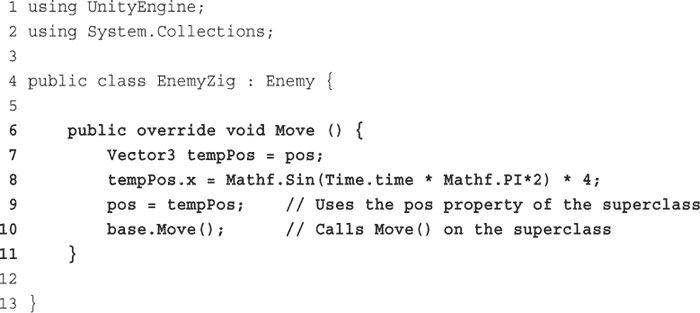 1 using UnityEngine;
2 using System.Collections;
3
4 public class EnemyZig : Enemy {
5
6     public override void Move () {
7         Vector3 tempPos = pos;
8         tempPos.x = Mathf.Sin(Time.time * Mathf.PI*2) * 4;
9         pos = tempPos;    // Uses the pos property of the superclass
10         base.Move();      // Calls Move() on the superclass
11     }
12
13 }